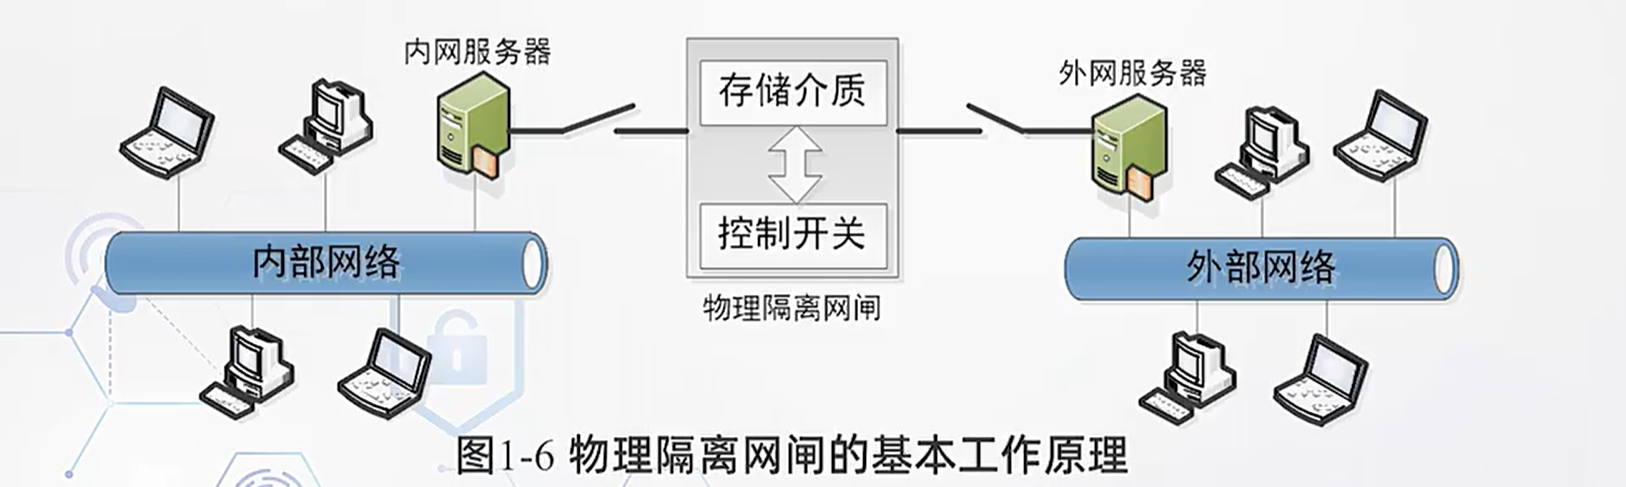 内网服务器
存储介质
外网服务器
控制开关
内部网络
外部网络
物理隔离网闸
图1-6 物理隔离网闸的基本工作原理